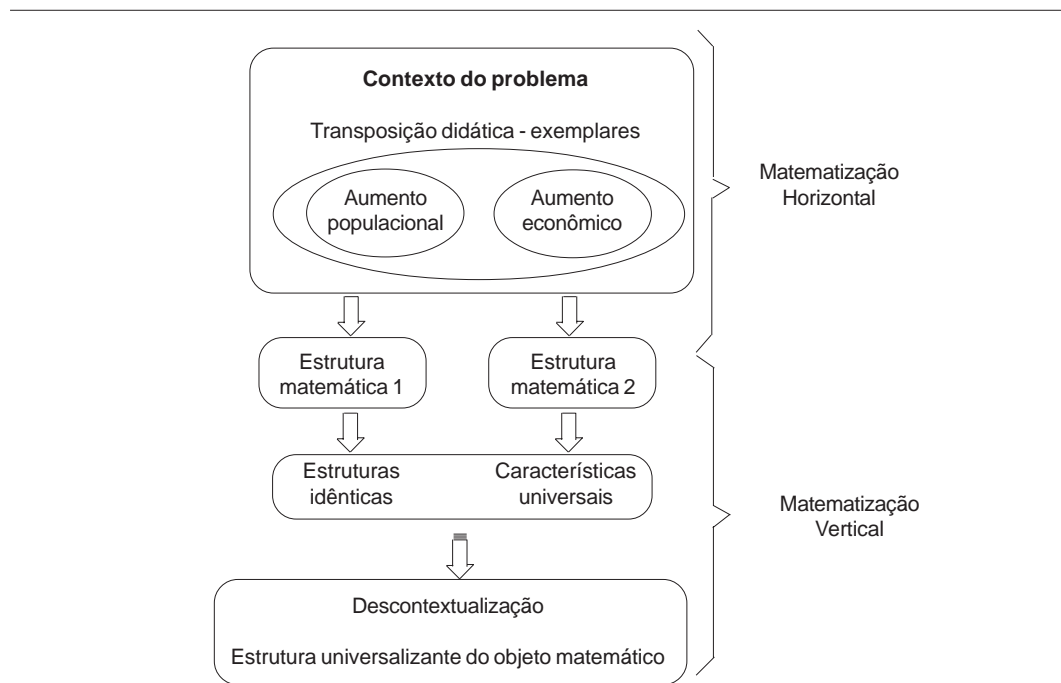 Contexto do problema
Transposição didática - exemplares
Aumento
populacional
Aumento
econômico
Matematização
Horizontal
Estrutura
matemática 1
Estrutura
matemática 2
Estruturas
idênticas
Características
universais
Matematização
Vertical
Descontextualização
Estrutura universalizante do objeto matemático